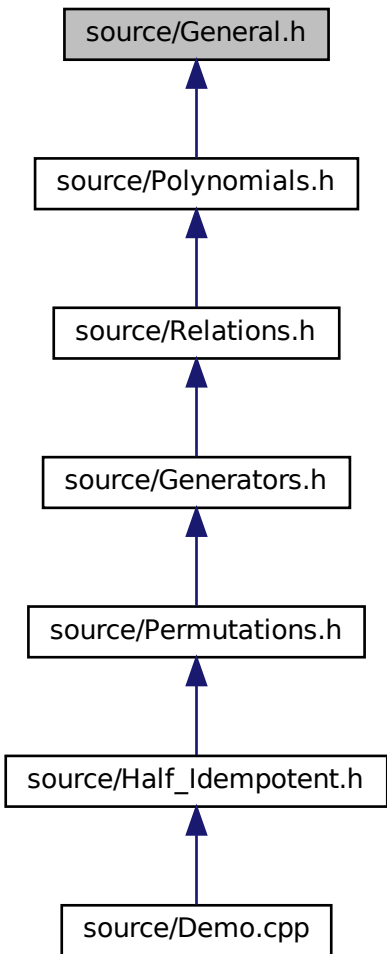 source/General.h
source/Polynomials.h
source/Relations.h
source/Generators.h
source/Permutations.h
source/Half_Idempotent.h
source/Demo.cpp